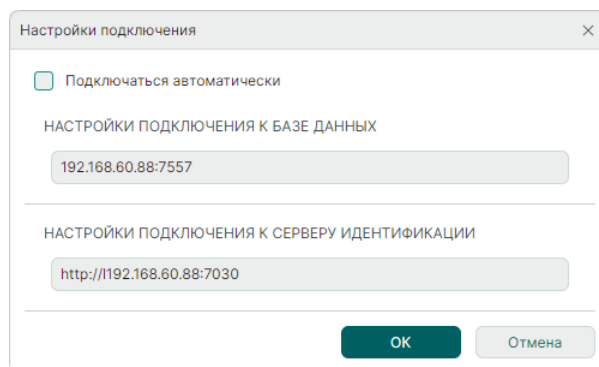 Настройки подключения
Подключаться автоматически
НАСТРОЙКИ ПОДКЛЮЧЕНИЯ К БАЗЕ ДАННЫХ
192.168.60.88:7557
НАСТРОЙКИ ПОДКЛЮЧЕНИЯ К СЕРВЕРУ ИДЕНТИФИКАЦИИ
http://l192.168.60.88:7030
ОК Отмена